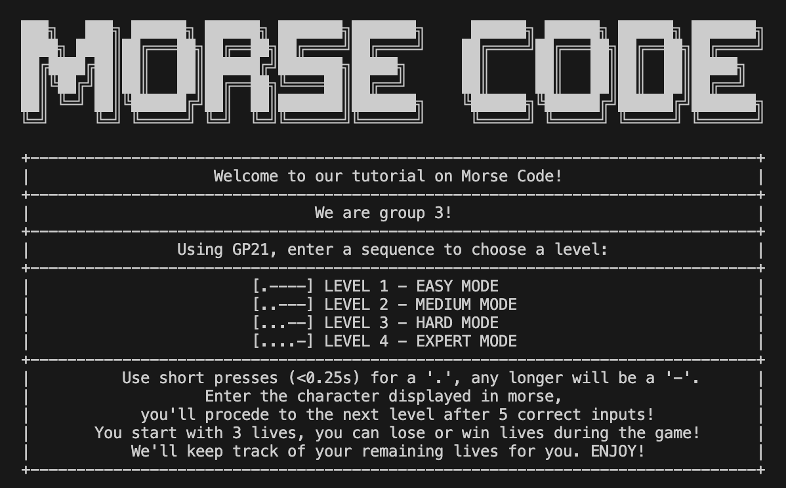 MORSE CODE
Welcome to our tutorial on Morse Code!
We are group 3!
Using GP21, enter a sequence to choose a level:
[.----] LEVEL 1 - EASY MODE
[..---] LEVEL 2 - MEDIUM MODE
[...--] LEVEL 3 - HARD MODE
[....-] LEVEL 4 - EXPERT MODE
Use short presses (<0.25s) for a '.', any longer will be a '-'.
Enter the character displayed in morse,
you'll procede to the next level after 5 correct inputs!
You start with 3 lives, you can lose or win lives during the game!
We'll keep track of your remaining lives for you. ENJOY!